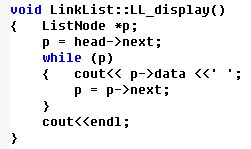 void LinkList::LL_display()
{   ListNode *p;
    p = head->next;
    while (p)
    {   cout<< p->data <<' ';
        p = p->next;
    }
    cout<<endl;
}